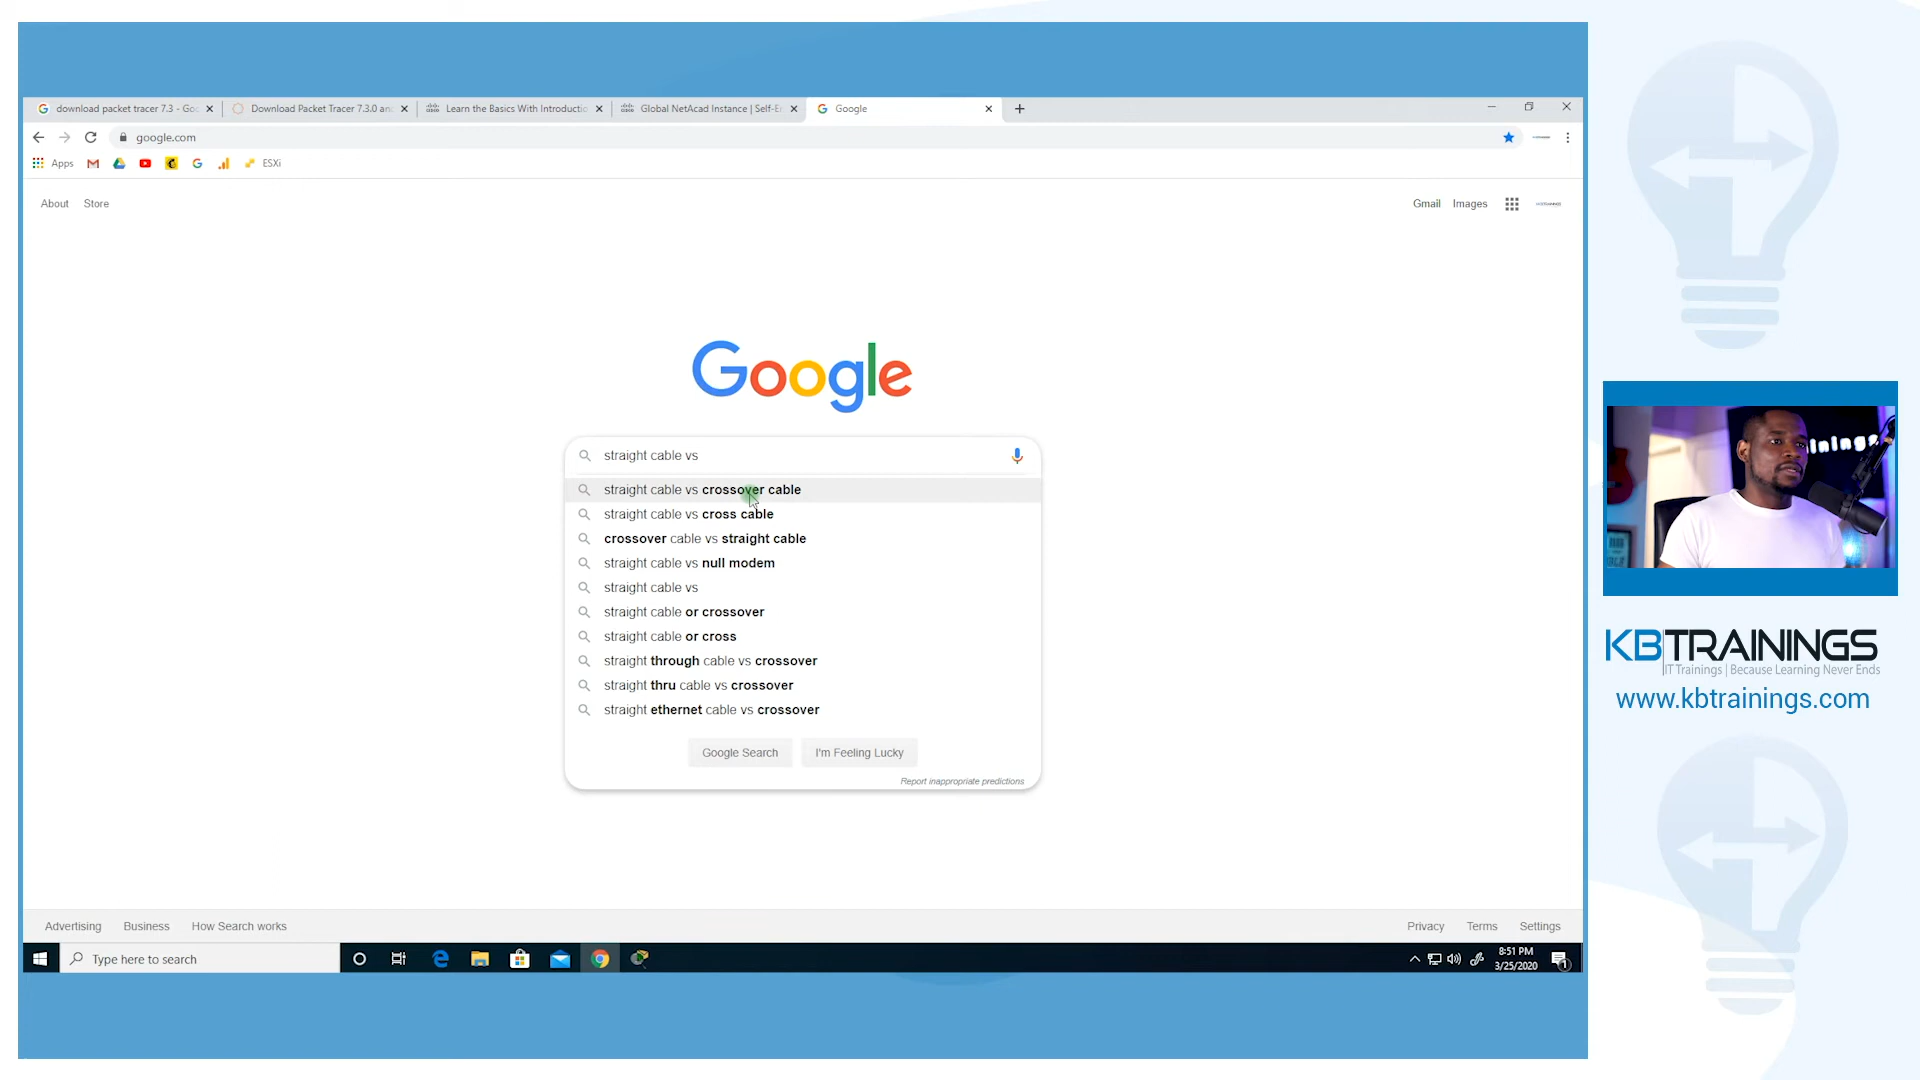 download packet tracer 7.3 - Goo
Download Packet Tracer 7.3.0 an
Learn the Basics With Introductio
Global NetAcad Instance | Self-E
Google
google.com
Apps
ESXi
About
Store
Gmail
Images
Google
straight cable vs
straight cable vs crossover cable
straight cable vs cross cable
crossover cable vs straight cable
straight cable vs null modem
straight cable vs
straight cable or crossover
straight cable or cross
straight through cable vs crossover
straight thru cable vs crossover
straight ethernet cable vs crossover
Google Search
I'm Feeling Lucky
Report inappropriate predictions
Advertising
Business
How Search works
Privacy
Terms
Settings
Type here to search
8:51 PM
3/25/2020
1
inings
KBTRAININGS
IT Trainings | Because Learning Never Ends
www.kbtrainings.com